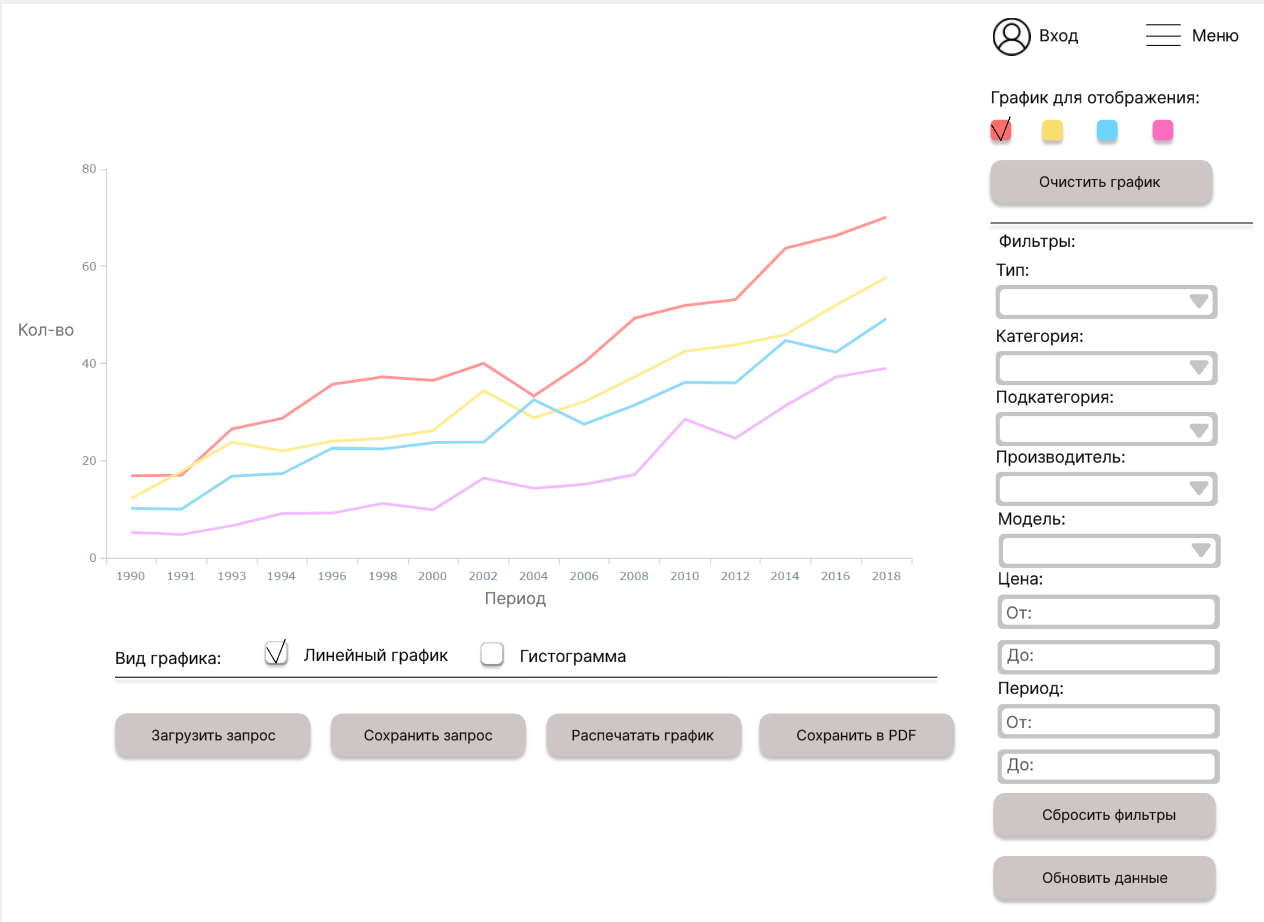 Вход
Меню
График для отображения:
Очистить график
Фильтры:
Тип:
Категория:
Подкатегория:
Производитель:
Модель:
Цена:
От:
До:
Период:
От:
До:
Сбросить фильтры
Обновить данные
80
60
Кол-во
40
20
0
1990 1991 1993 1994 1996 1998 2000 2002 2004 2006 2008 2010 2012 2014 2016 2018
Период
Вид графика: Линейный график Гистограмма
Загрузить запрос Сохранить запрос Распечатать график Сохранить в PDF